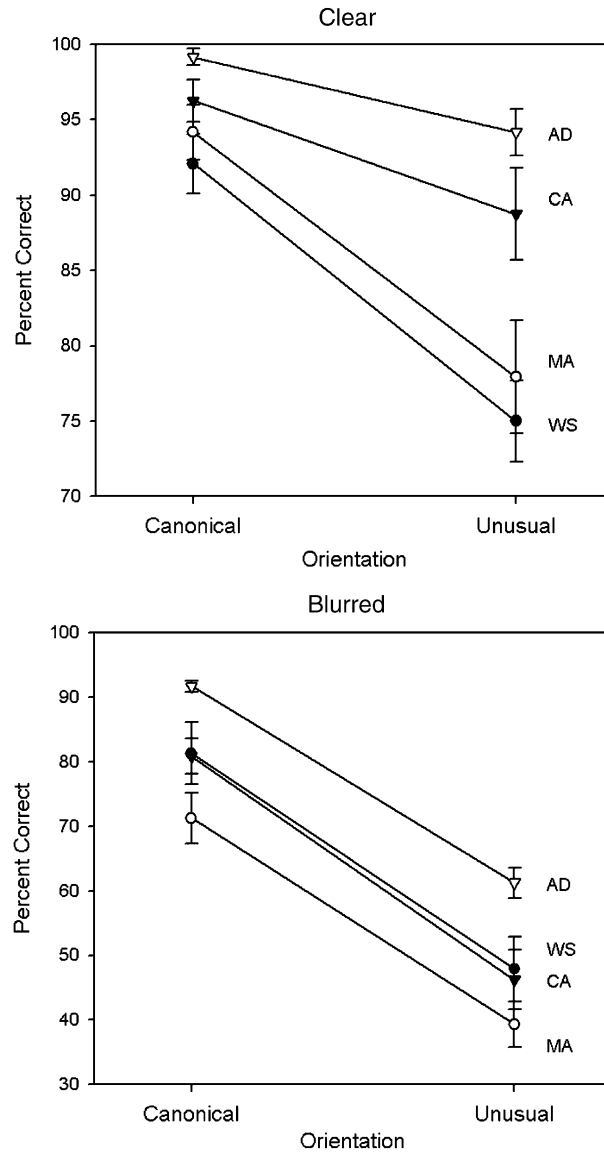 Clear
100
95
90
85
80
75
70
Percent Correct
AD
CA
MA
WS
Canonical
Unusual
Orientation
Blurred
100
90
80
70
60
50
40
30
Percent Correct
AD
WS
CA
MA
Canonical
Unusual
Orientation